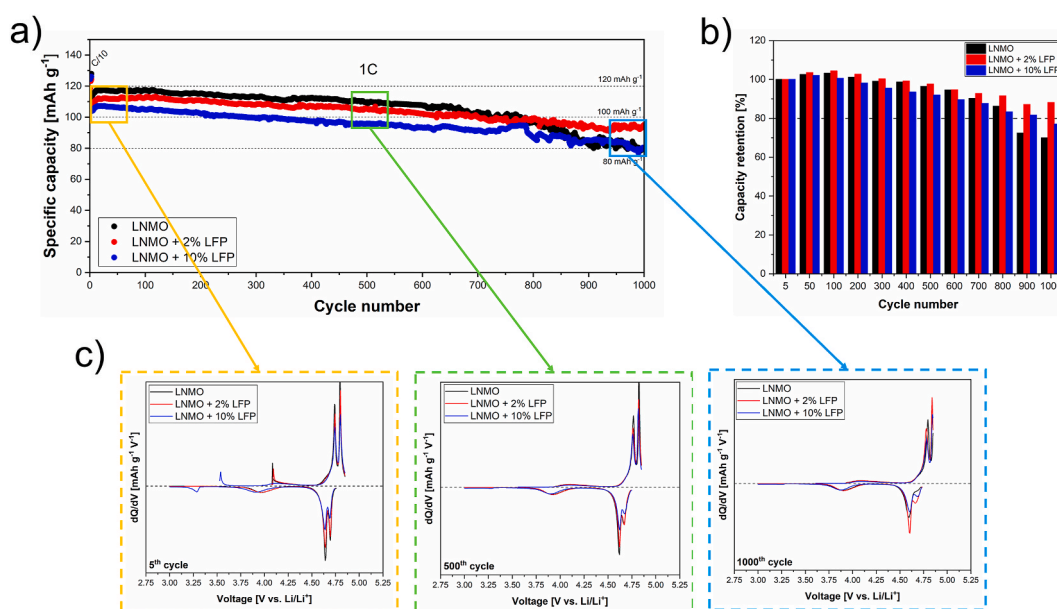 a)
Specific capacity [mAh g⁻¹]
140
120
100
80
60
40
20
0
C/10
1C
120 mAh g⁻¹
100 mAh g⁻¹
80 mAh g⁻¹
LNMO
LNMO + 2% LFP
LNMO + 10% LFP
0 100 200 300 400 500 600 700 800 900 1000
Cycle number
b)
Capacity retention [%]
120
100
80
60
40
20
0
LNMO
LNMO + 2% LFP
LNMO + 10% LFP
5 50 100 200 300 400 500 600 700 800 900 1000
Cycle number
c)
LNMO
LNMO + 2% LFP
LNMO + 10% LFP
dQ/dV [mAh g⁻¹ V⁻¹]
5th cycle
2.75 3.00 3.25 3.50 3.75 4.00 4.25 4.50 4.75 5.00 5.25
Voltage [V vs. Li/Li⁺]
LNMO
LNMO + 2% LFP
LNMO + 10% LFP
dQ/dV [mAh g⁻¹ V⁻¹]
500th cycle
2.75 3.00 3.25 3.50 3.75 4.00 4.25 4.50 4.75 5.00 5.25
Voltage [V vs. Li/Li⁺]
LNMO
LNMO + 2% LFP
LNMO + 10% LFP
dQ/dV [mAh g⁻¹ V⁻¹]
1000th cycle
2.75 3.00 3.25 3.50 3.75 4.00 4.25 4.50 4.75 5.00 5.25
Voltage [V vs. Li/Li⁺]